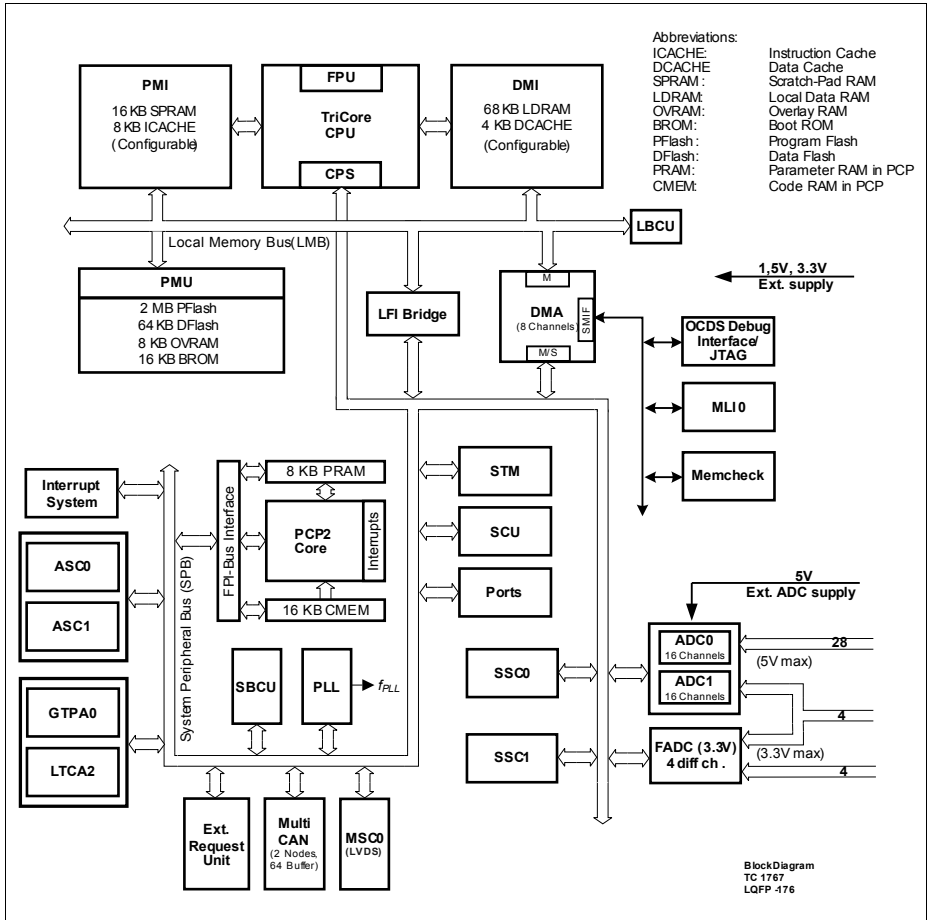 Abbreviations:
ICACHE: Instruction Cache
DCACHE Data Cache
SPRAM : Scratch-Pad RAM
LDRAM: Local Data RAM
OVRAM: Overlay RAM
BROM: Boot ROM
PFlash : Program Flash
DFlash : Data Flash
PRAM : Parameter RAM in PCP
CMEM: Code RAM in PCP
PMI
16 KB SPRAM
8 KB ICACHE
(Configurable)
FPU
TriCore
CPU
CPS
DMI
68 KB LDRAM
4 KB DCACHE
(Configurable)
LBCU
Local Memory Bus(LMB)
PMU
2 MB PFlash
64 KB DFlash
8 KB OVRAM
16 KB BROM
LFI Bridge
M
DMA
(8 Channels)
SMIF
M/S
1,5V, 3.3V
Ext. supply
OCDS Debug
Interface/
JTAG
MLI 0
Memcheck
Interrupt
System
ASC0
ASC1
GTPA0
LTCA2
System Peripheral Bus (SPB)
FPI-Bus Interface
8 KB PRAM
PCP2
Core
Interrupts
16 KB CMEM
STM
SCU
Ports
SBCU
PLL
fPLL
SSC0
SSC1
5V
Ext. ADC supply
ADC0
16 Channels
28
(5V max)
ADC1
16 Channels
4
FADC (3.3V)
4 diff ch .
(3.3V max)
4
Ext.
Request
Unit
Multi
CAN
(2 Nodes,
64 Buffer)
MSC0
(LVDS)
BlockDiagram
TC 1767
LQFP -176